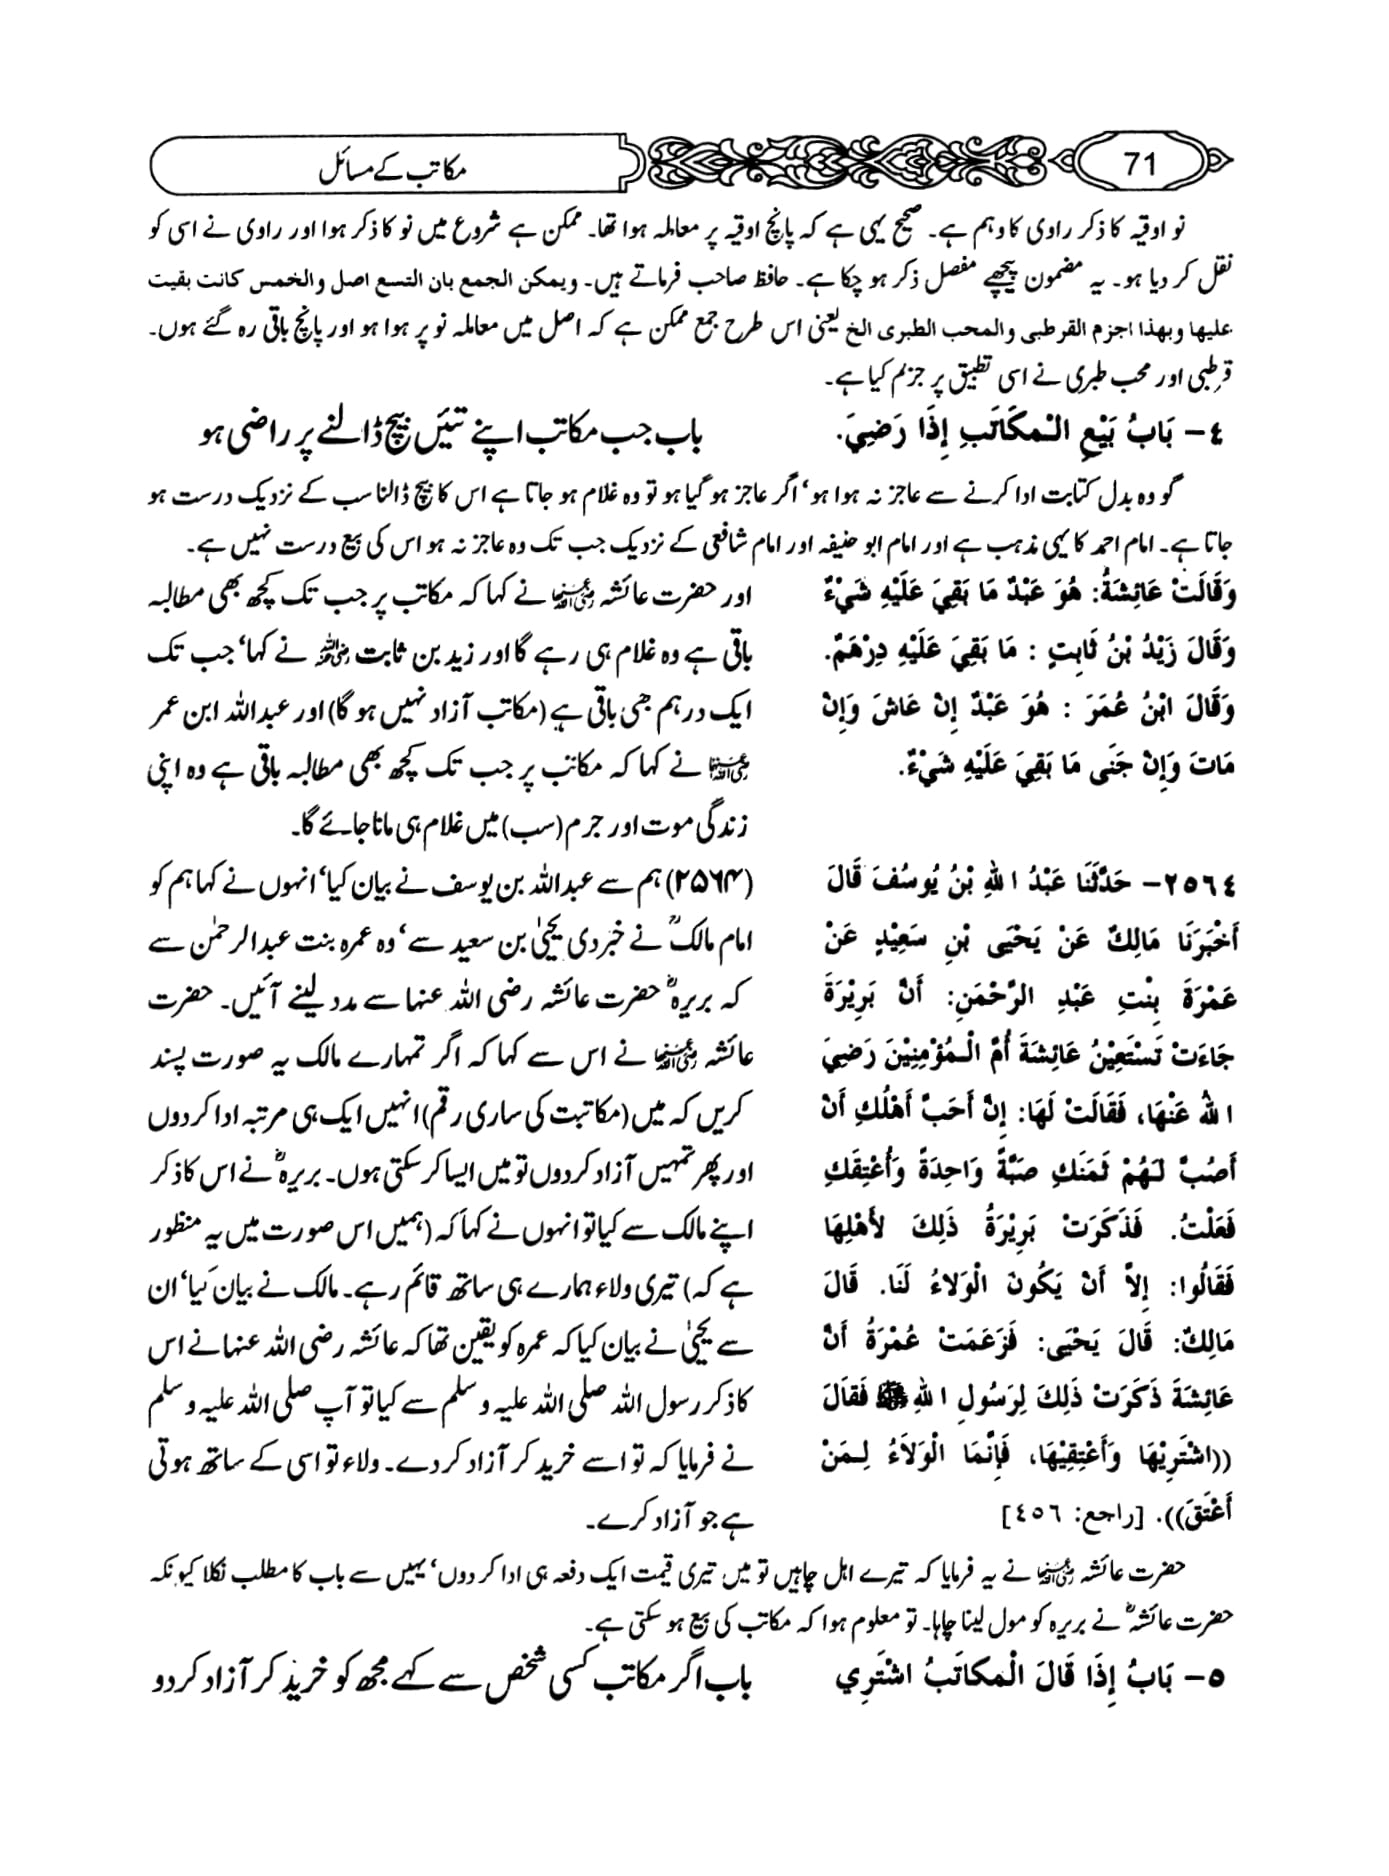 مکاتب کے مسائل
71
نو اوقیہ کا ذکر راوی کا وہم ہے۔ صحیح یہی ہے کہ پانچ اوقیہ پر معاملہ ہوا تھا۔ ممکن ہے شروع میں نو کا ذکر ہوا اور راوی نے اسی کو
نقل کر دیا ہو۔ یہ مضمون پیچھے مفصل ذکر ہو چکا ہے۔ حافظ صاحب فرماتے ہیں۔ ویمکن الجمع بان التسع اصل والخمس کانت بقیت
علیها وبهذا اجزم القرطبی والمحب الطبری الخ یعنی اس طرح جمع ممکن ہے کہ اصل میں معاملہ نو پر ہوا ہو اور پانچ باقی رہ گئے ہوں۔
قرطبی اور محب طبری نے اسی تطبیق پر جزم کیا ہے۔
٤- بَابُ بَيْعِ الْـمَكَاتَبِ إِذَا رَضِيَ.
باب جب مکاتب اپنے تئیں بیچ ڈالنے پر راضی ہو
گو وہ بدل کتابت ادا کرنے سے عاجز نہ ہوا ہو‘ اگر عاجز ہو گیا ہو تو وہ غلام ہو جاتا ہے اس کا بیچ ڈالنا سب کے نزدیک درست ہو
جاتا ہے۔ امام احمد کا یہی مذہب ہے اور امام ابو حنیفہ اور امام شافعی کے نزدیک جب تک وہ عاجز نہ ہو اس کی بیع درست نہیں ہے۔
وَقَالَتْ عَائِشَةُ: هُوَ عَبْدٌ مَا بَقِيَ عَلَيْهِ شَيْءٌ
وَقَالَ زَيْدُ بْنُ ثَابِتٍ : مَا بَقِيَ عَلَيْهِ دِرْهَمٌ.
وَقَالَ ابْنُ عُمَرَ : هُوَ عَبْدٌ إِنْ عَاشَ وَإِنْ
مَاتَ وَإِنْ جَنَى مَا بَقِيَ عَلَيْهِ شَيْءٌ.
اور حضرت عائشہ رضی اللہ عنہا نے کہا کہ مکاتب پر جب تک کچھ بھی مطالبہ
باقی ہے وہ غلام ہی رہے گا اور زید بن ثابت رضی اللہ عنہ نے کہا‘ جب تک
ایک درہم بھی باقی ہے (مکاتب آزاد نہیں ہو گا) اور عبداللہ ابن عمر
رضی اللہ عنہما نے کہا کہ مکاتب پر جب تک کچھ بھی مطالبہ باقی ہے وہ اپنی
زندگی موت اور جرم (سب) میں غلام ہی مانا جائے گا۔
٢٥٦٤- حَدَّثَنَا عَبْدُ اللهِ بْنُ يُوسُفَ قَالَ
أَخْبَرَنَا مَالِكٌ عَنْ يَحْيَى بْنِ سَعِيْدٍ عَنْ
عَمْرَةَ بِنْتِ عَبْدِ الرَّحْمَنِ: أَنَّ بَرِيْرَةَ
جَاءَتْ تَسْتَعِيْنُ عَائِشَةَ أُمَّ الْـمُؤْمِنِيْنَ رَضِيَ
اللهُ عَنْهَا، فَقَالَتْ لَهَا: إِنْ أَحَبَّ أَهْلُكِ أَنْ
أَصُبَّ لَـهُمْ ثَمَنَكِ صَبَّةً وَاحِدَةً وَأُعْتِقَكِ
فَعَلْتُ. فَذَكَرَتْ بَرِيْرَةُ ذَلِكَ لأَهْلِهَا
فَقَالُوا: إِلاَّ أَنْ يَكُونَ الْوَلاَءُ لَنَا. قَالَ
مَالِكٌ: قَالَ يَحْيَى: فَزَعَمَتْ عُمْرَةُ أَنَّ
عَائِشَةَ ذَكَرَتْ ذَلِكَ لِرَسُولِ اللهِ ﷺ فَقَالَ
((اشْتَرِيْهَا وَأَعْتِقِيْهَا، فَإِنَّمَا الْوَلاَءُ لِـمَنْ
أَعْتَقَ)). [راجع: ٤٥٦]
(۲۵۶۴) ہم سے عبداللہ بن یوسف نے بیان کیا‘ انہوں نے کہا ہم کو
امام مالکؒ نے خبر دی یحییٰ بن سعید سے‘ وہ عمرہ بنت عبدالرحمٰن سے
کہ بریرہؓ حضرت عائشہ رضی اللہ عنہا سے مدد لینے آئیں۔ حضرت
عائشہ رضی اللہ عنہا نے اس سے کہا کہ اگر تمہارے مالک یہ صورت پسند
کریں کہ میں (مکاتبت کی ساری رقم) انہیں ایک ہی مرتبہ ادا کردوں
اور پھر تمہیں آزاد کردوں تو میں ایسا کر سکتی ہوں۔ بریرہؓ نے اس کا ذکر
اپنے مالک سے کیا تو انہوں نے کہا کہ (ہمیں اس صورت میں یہ منظور
ہے کہ) تیری ولاء ہمارے ہی ساتھ قائم رہے۔ مالک نے بیان کیا‘ ان
سے یحییٰ نے بیان کیا کہ عمرہ کو یقین تھا کہ عائشہ رضی اللہ عنہا نے اس
کا ذکر رسول اللہ صلی اللہ علیہ و سلم سے کیا تو آپ صلی اللہ علیہ و سلم
نے فرمایا کہ تو اسے خرید کر آزاد کر دے۔ ولاء تو اسی کے ساتھ ہوتی
ہے جو آزاد کرے۔
حضرت عائشہ رضی اللہ عنہا نے یہ فرمایا کہ تیرے اہل چاہیں تو میں تیری قیمت ایک دفعہ ہی ادا کر دوں‘ یہیں سے باب کا مطلب نکلا کیونکہ
حضرت عائشہؓ نے بریرہ کو مول لینا چاہا۔ تو معلوم ہوا کہ مکاتب کی بیع ہو سکتی ہے۔
٥- بَابُ إِذَا قَالَ الْمكاتَبُ اشْتَرِي
باب اگر مکاتب کسی شخص سے کہے مجھ کو خرید کر آزاد کر دو